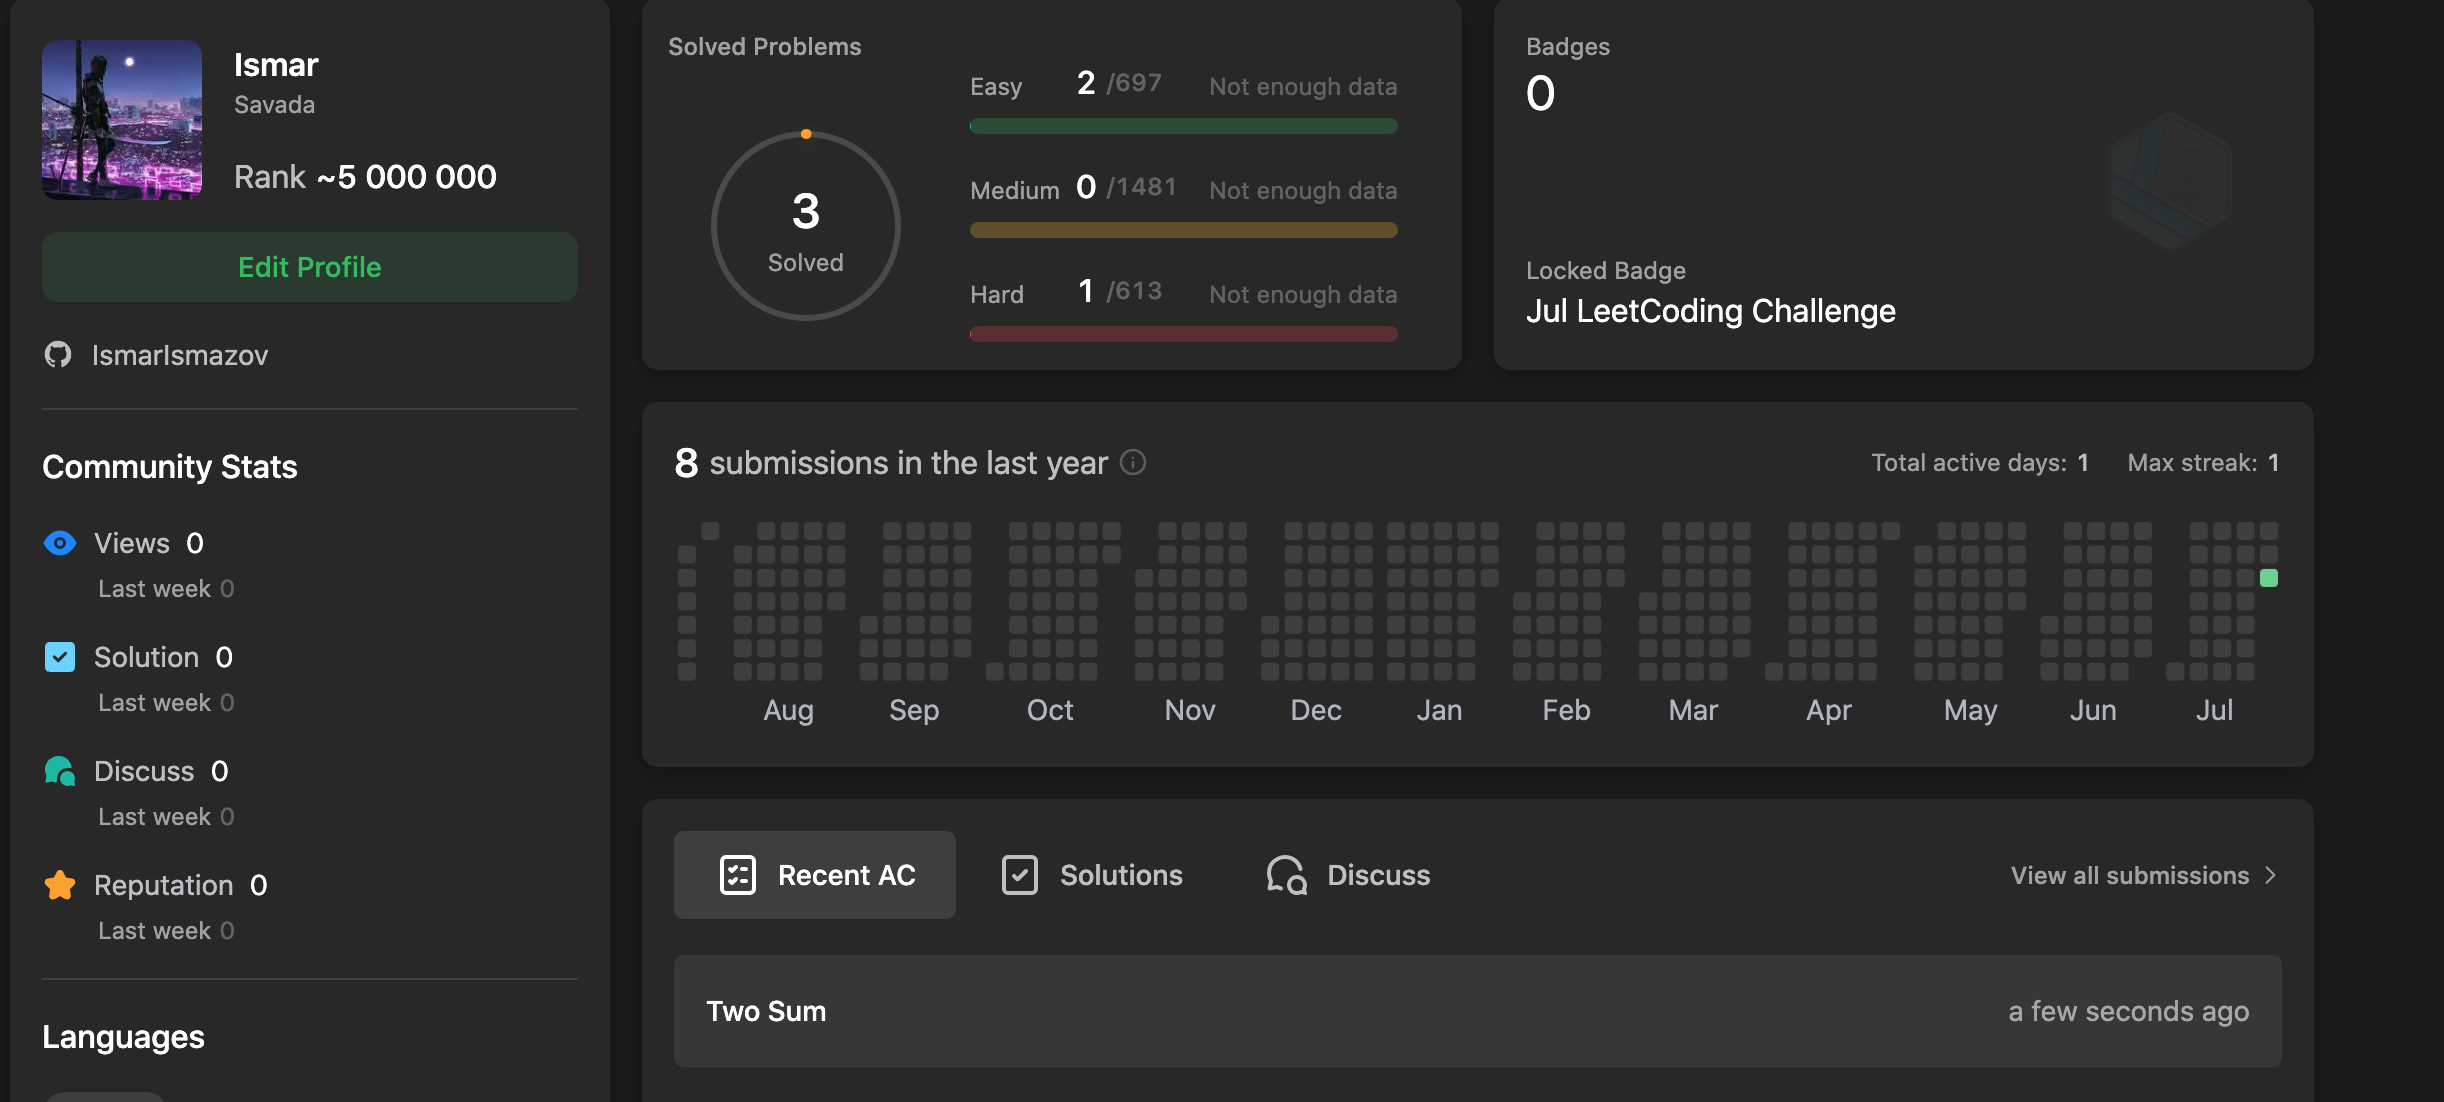 Ismar
Savada
Rank ~5 000 000
Edit Profile
IsmarIsmazov
Community Stats
Views 0
Last week 0
Solution 0
Last week 0
Discuss 0
Last week 0
Reputation 0
Last week 0
Languages
Solved Problems
3
Solved
Easy 2 /697 Not enough data
Medium 0 /1481 Not enough data
Hard 1 /613 Not enough data
Badges
0
Locked Badge
Jul LeetCoding Challenge
8 submissions in the last year
Total active days: 1 Max streak: 1
Aug Sep Oct Nov Dec Jan Feb Mar Apr May Jun Jul
Recent AC Solutions Discuss View all submissions
Two Sum a few seconds ago